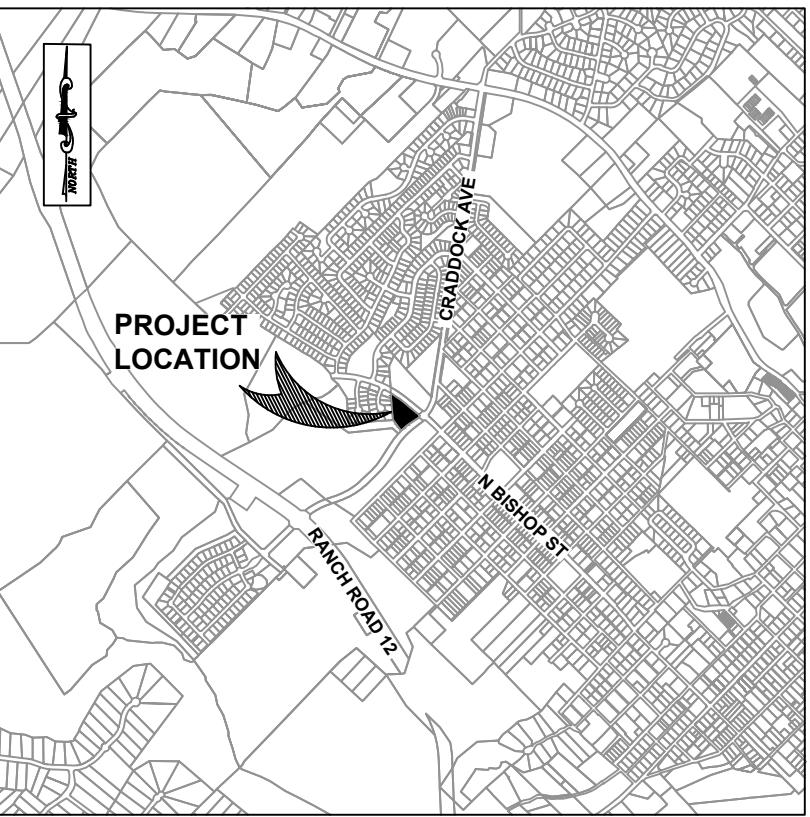 NORTH
CRADDOCK AVE
PROJECT
LOCATION
N BISHOP ST
RANCH ROAD 12